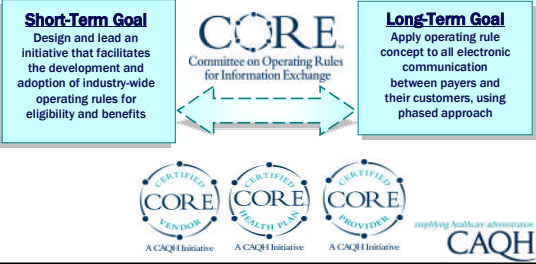 Short-Term Goal
Design and lead an
initiative that facilitates
the development and
adoption of industry-wide
operating rules for
eligibility and benefits
CORE™
Committee on Operating Rules
for Information Exchange
Long-Term Goal
Apply operating rule
concept to all electronic
communication
between payers and
their customers, using
phased approach
CERTIFIED
CORE
VENDOR
A CAQH Initiative
CERTIFIED
CORE
HEALTH PLAN
A CAQH Initiative
CERTIFIED
CORE
PROVIDER
A CAQH Initiative
simplifying healthcare administration
CAQH